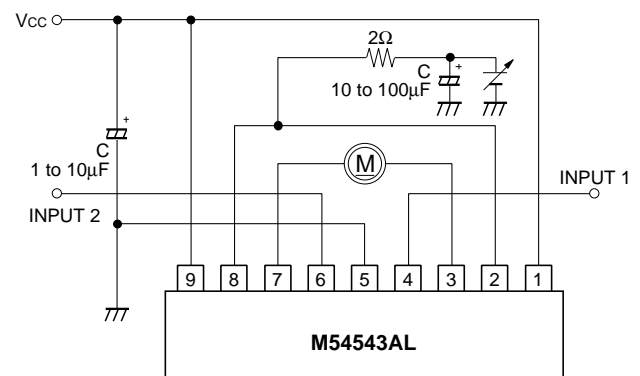 Vcc
2Ω
+
C
10 to 100μF
+
C
1 to 10μF
M
INPUT 1
INPUT 2
9 8 7 6 5 4 3 2 1
M54543AL